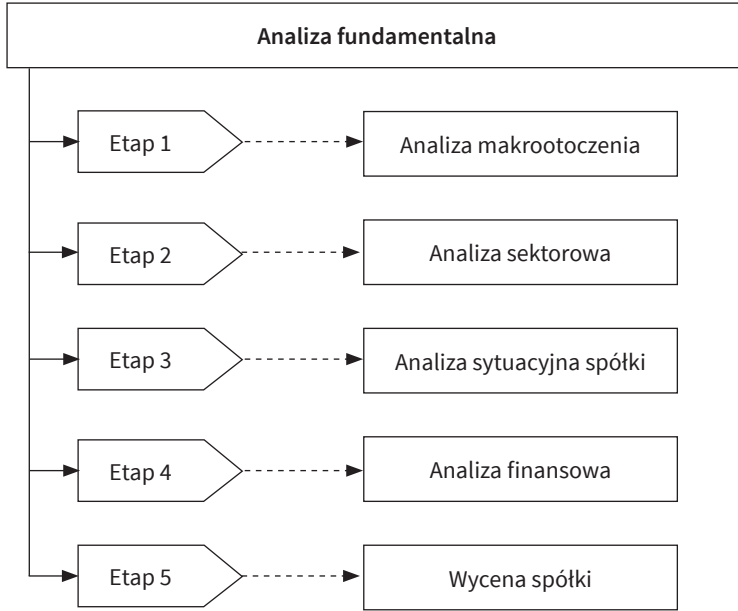 Analiza fundamentalna
Etap 1
Analiza makrootoczenia
Etap 2
Analiza sektorowa
Etap 3
Analiza sytuacyjna spółki
Etap 4
Analiza finansowa
Etap 5
Wycena spółki